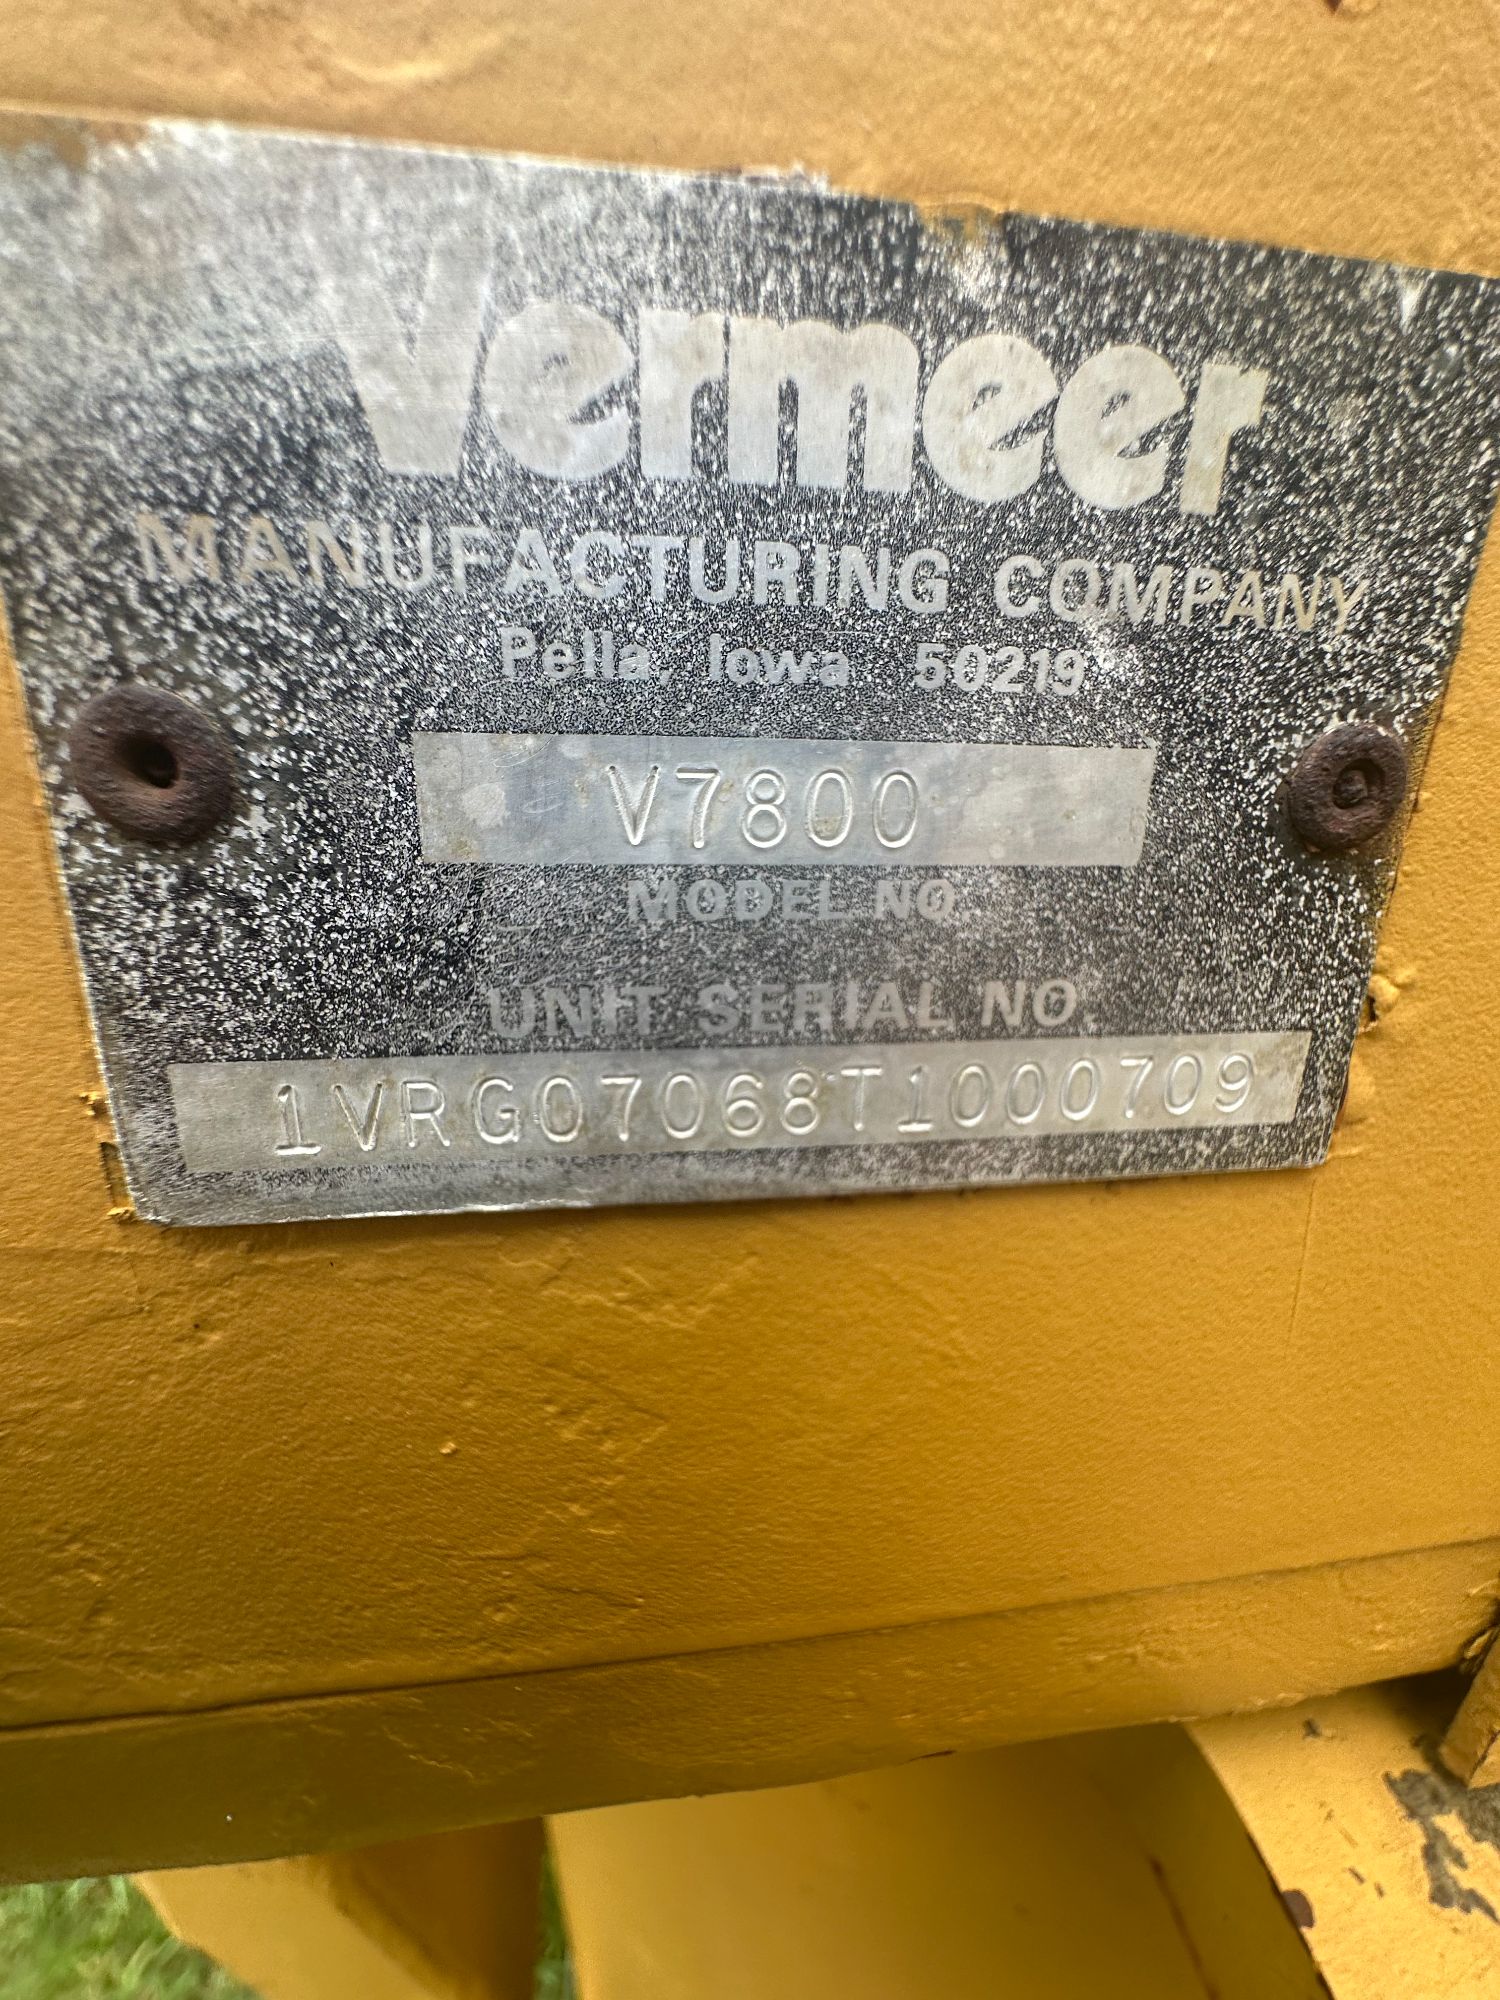 Vermeer
MANUFACTURING COMPANY
Pella, Iowa 50219
V7800
MODEL NO.
UNIT SERIAL NO.
1VRG07068T1000709